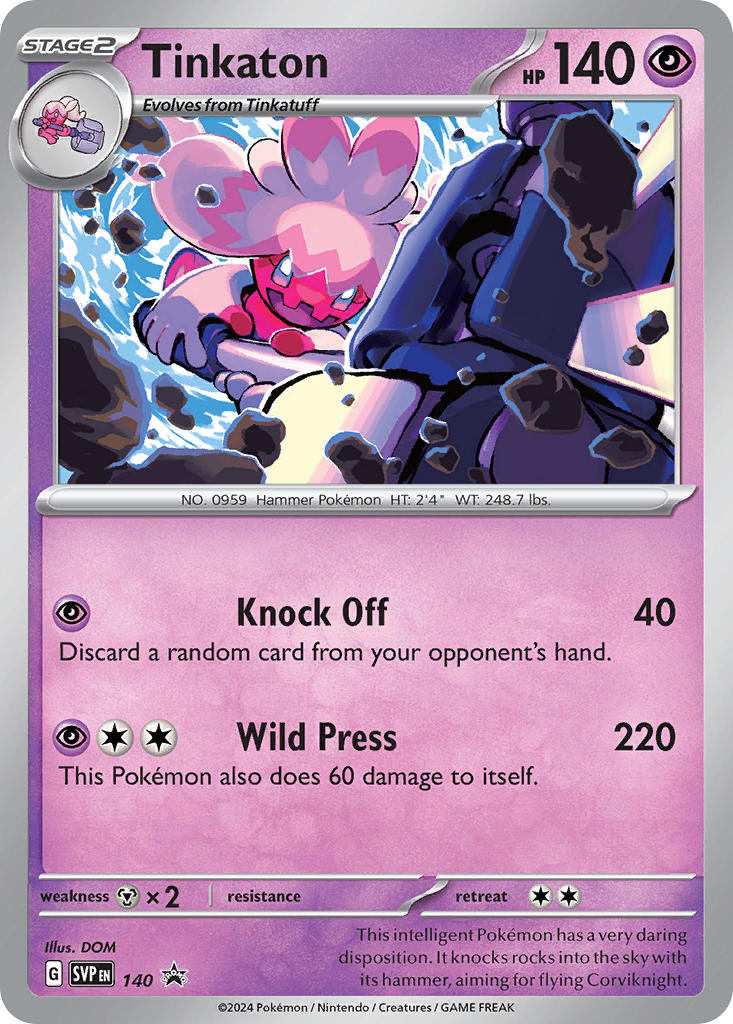 STAGE2
Tinkaton
HP 140
Evolves from Tinkatuff
NO. 0959 Hammer Pokémon HT: 2'4" WT: 248.7 lbs.
Knock Off 40
Discard a random card from your opponent's hand.
Wild Press 220
This Pokémon also does 60 damage to itself.
weakness ×2 resistance retreat
Illus. DOM
This intelligent Pokémon has a very daring
disposition. It knocks rocks into the sky with
its hammer, aiming for flying Corviknight.
G SVP EN 140 PROMO
©2024 Pokémon / Nintendo / Creatures / GAME FREAK